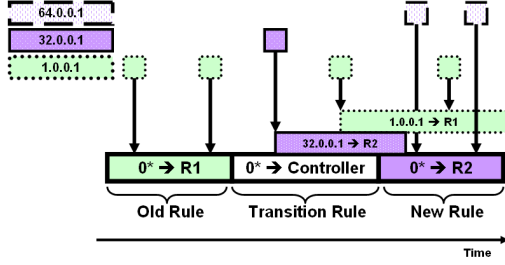 64.0.0.1
32.0.0.1
1.0.0.1
1.0.0.1 ➔ R1
32.0.0.1 ➔ R2
0* ➔ R1
0* ➔ Controller
0* ➔ R2
Old Rule
Transition Rule
New Rule
Time